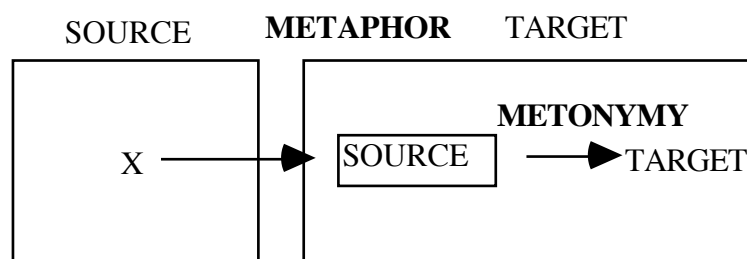 SOURCE METAPHOR TARGET
METONYMY
X SOURCE TARGET